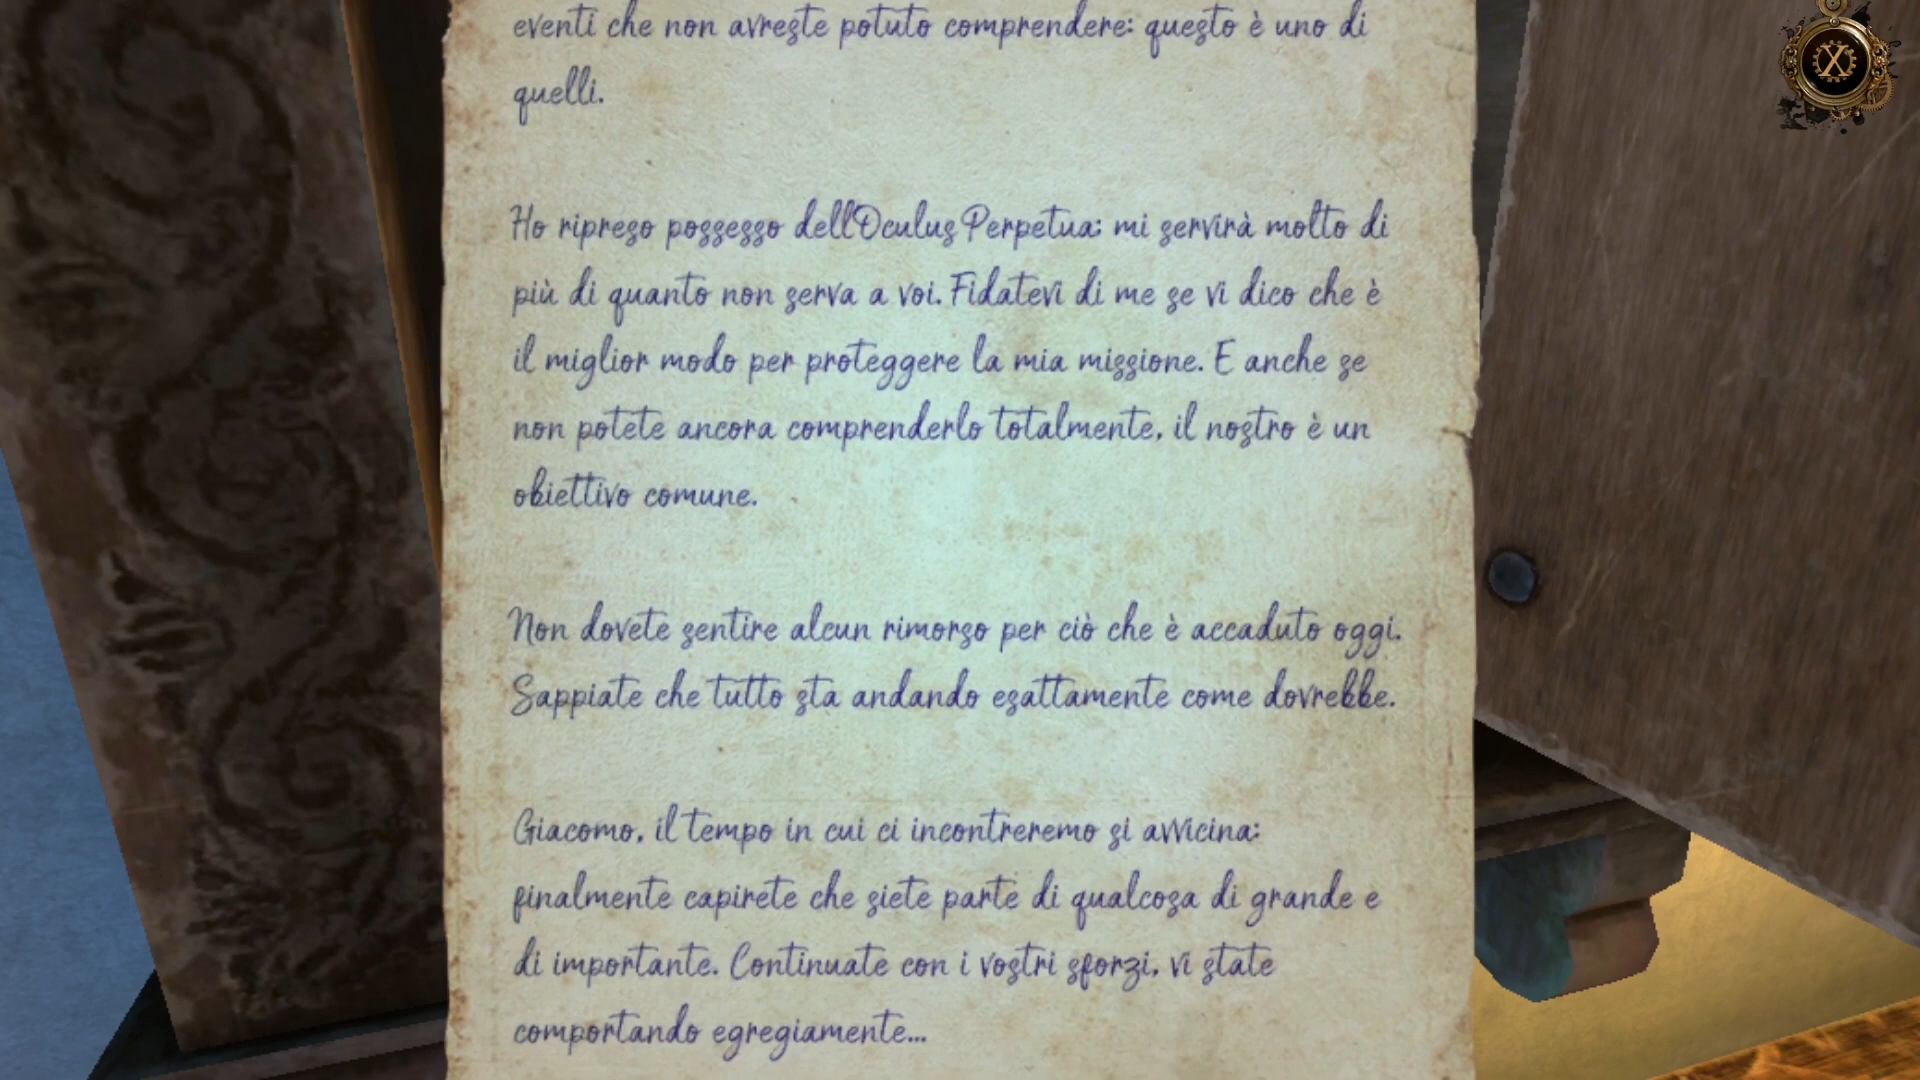 eventi che non avreste potuto comprendere: questo è uno di
quelli.
Ho ripreso possesso dell'Oculus Perpetua: mi servirà molto di
più di quanto non serva a voi. Fidatevi di me se vi dico che è
il miglior modo per proteggere la mia missione. E anche se
non potete ancora comprenderlo totalmente, il nostro è un
obiettivo comune.
Non dovete sentire alcun rimorso per ciò che è accaduto oggi.
Sappiate che tutto sta andando esattamente come dovrebbe.
Giacomo, il tempo in cui ci incontreremo si avvicina:
finalmente capirete che siete parte di qualcosa di grande e
di importante. Continuate con i vostri sforzi, vi state
comportando egregiamente...